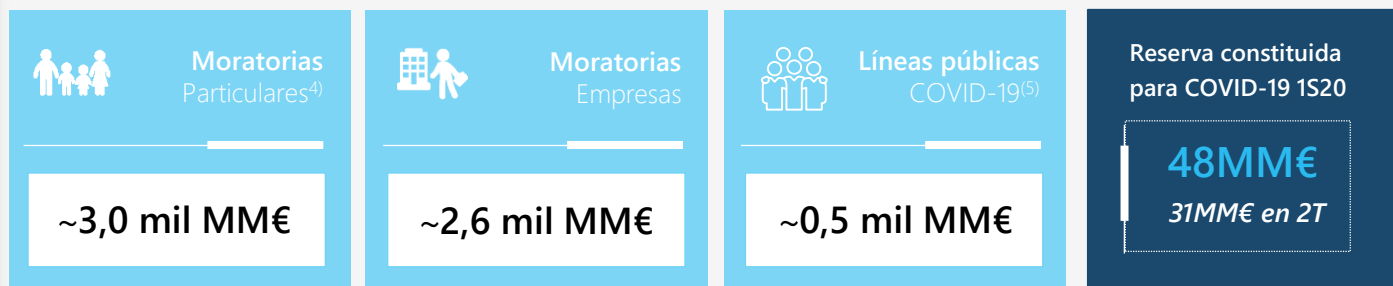 Moratorias
Particulares4)
~3,0 mil MM€
Moratorias
Empresas
~2,6 mil MM€
Líneas públicas
COVID-19(5)
~0,5 mil MM€
Reserva constituida
para COVID-19 1S20
48MM€
31MM€ en 2T